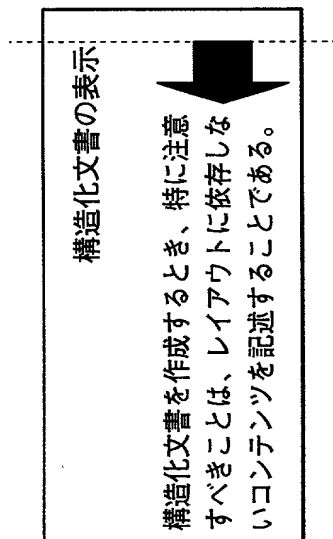 構造化文書の表示
構造化文書を作成するとき、特に注意
すべきことは、レイアウトに依存しな
いコンテンツを記述することである。